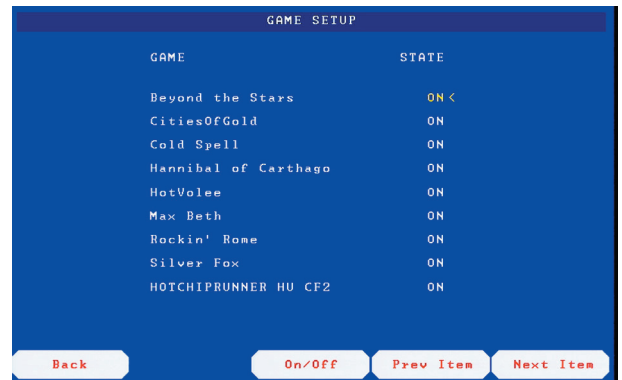 GAME SETUP
GAME STATE
Beyond the Stars ON <
CitiesOfGold ON
Cold Spell ON
Hannibal of Carthago ON
HotVolee ON
Max Beth ON
Rockin' Rome ON
Silver Fox ON
HOTCHIPRUNNER HU CF2 ON
Back On/Off Prev Item Next Item